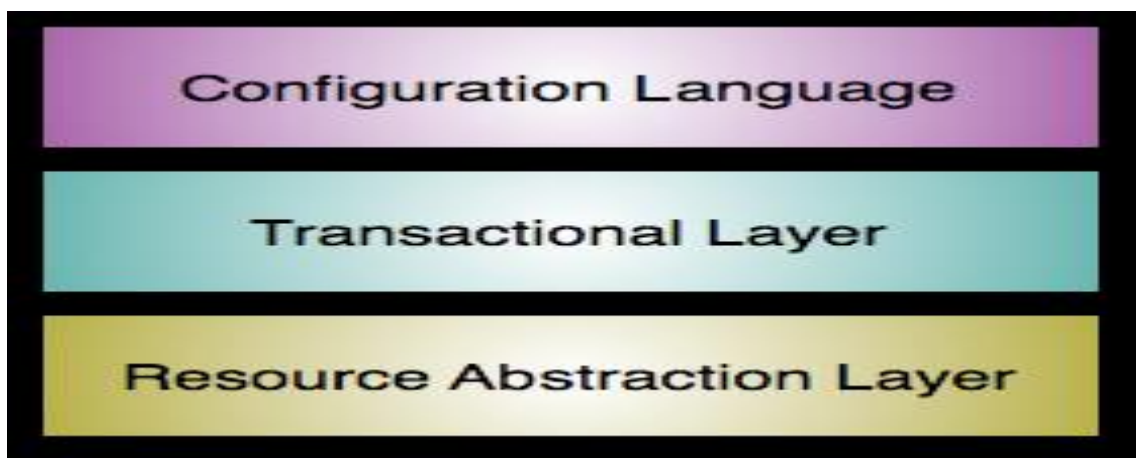 Configuration Language
Transactional Layer
Resource Abstraction Layer